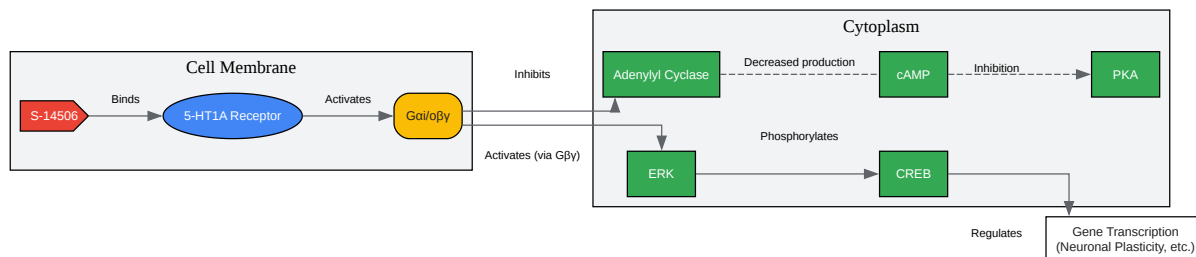 Cell Membrane
S-14506
Binds
5-HT1A Receptor
Activates
Gαi/oβγ
Inhibits
Activates (via Gβγ)
Cytoplasm
Adenylyl Cyclase
Decreased production
cAMP
Inhibition
PKA
ERK
Phosphorylates
CREB
Regulates
Gene Transcription
(Neuronal Plasticity, etc.)